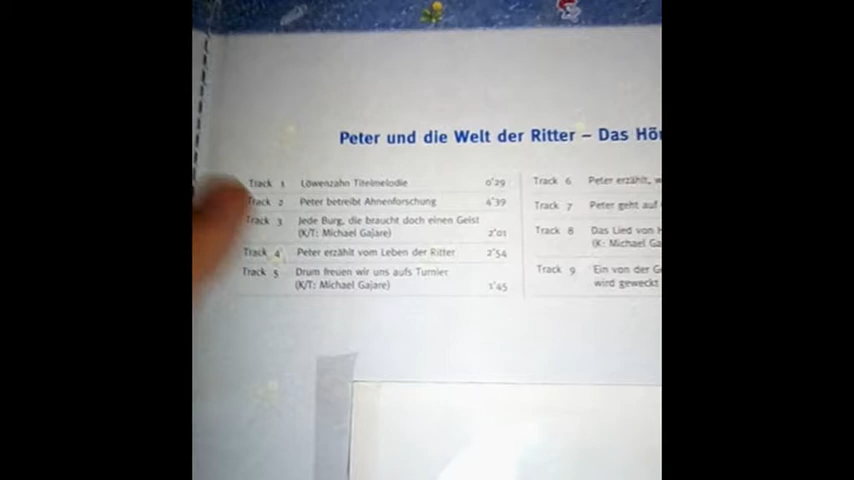 Peter und die Welt der Ritter – Das Hö
Track 1 Löwenzahn Titelmelodie 0'29
Track 2 Peter betreibt Ahnenforschung 4'39
Track 3 Jede Burg, die braucht doch einen Geist
(K/T: Michael Gajare) 2'01
Track 4 Peter erzählt vom Leben der Ritter 2'54
Track 5 Drum freuen wir uns aufs Turnier
(K/T: Michael Gajare) 1'45
Track 6 Peter erzählt, w
Track 7 Peter geht auf
Track 8 Das Lied von
(K: Michael Ga
Track 9 Ein von der G
wird geweckt